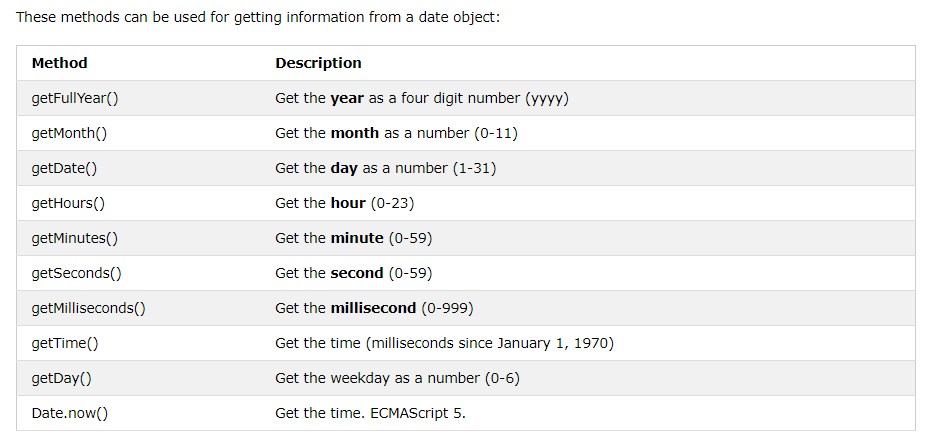 These methods can be used for getting information from a date object:
Method Description
getFullYear() Get the year as a four digit number (yyyy)
getMonth() Get the month as a number (0-11)
getDate() Get the day as a number (1-31)
getHours() Get the hour (0-23)
getMinutes() Get the minute (0-59)
getSeconds() Get the second (0-59)
getMilliseconds() Get the millisecond (0-999)
getTime() Get the time (milliseconds since January 1, 1970)
getDay() Get the weekday as a number (0-6)
Date.now() Get the time. ECMAScript 5.